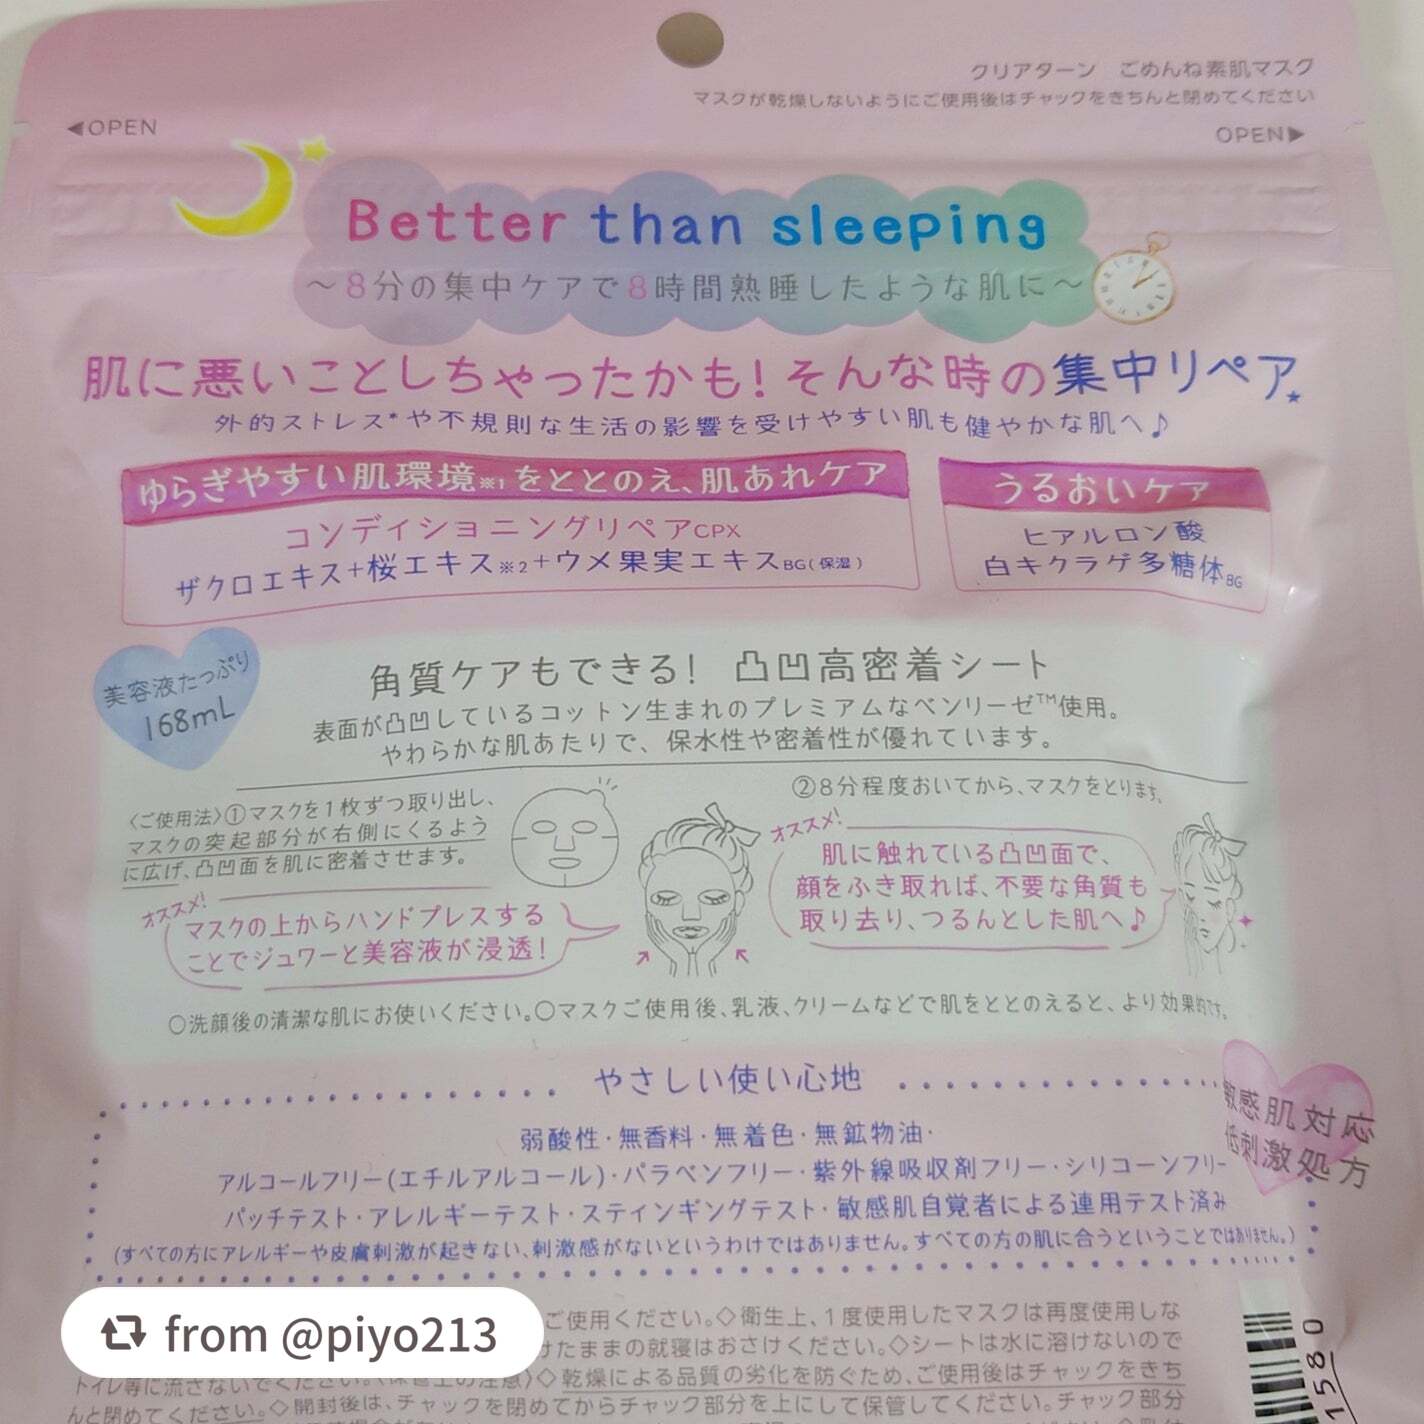 クリアターン ごめんね素肌マスク
マスクが乾燥しないようにご使用後はチャックをきちんと閉めてください
◀OPEN
OPEN▶
Better than sleeping
～8分の集中ケアで8時間熟睡したような肌に～
肌に悪いことしちゃったかも!そんな時の集中リペア★
外的ストレス*や不規則な生活の影響を受けやすい肌も健やかな肌へ♪
ゆらぎやすい肌環境※1をととのえ、肌あれケア
コンディショニングリペアCPX
ザクロエキス+桜エキス※2+ウメ果実エキスBG(保湿)
うるおいケア
ヒアルロン酸
白キクラゲ多糖体BG
美容液たっぷり
168mL
角質ケアもできる! 凸凹高密着シート
表面が凸凹しているコットン生まれのプレミアムなベンリーゼ™使用。
やわらかな肌あたりで、保水性や密着性が優れています。
〈ご使用法〉①マスクを1枚ずつ取り出し、
マスクの突起部分が右側にくるよう
に広げ、凸凹面を肌に密着させます。
オススメ!
マスクの上からハンドプレスする
ことでジュワーと美容液が浸透!
②8分程度おいてから、マスクをとります。
オススメ!
肌に触れている凸凹面で、
顔をふき取れば、不要な角質も
取り去り、つるんとした肌へ♪
○洗顔後の清潔な肌にお使いください。○マスクご使用後、乳液、クリームなどで肌をととのえると、より効果的です。
やさしい使い心地
敏感肌対応
低刺激処方
弱酸性・無香料・無着色・無鉱物油・
アルコールフリー(エチルアルコール)・パラベンフリー・紫外線吸収剤フリー・シリコーンフリー
パッチテスト・アレルギーテスト・スティンギングテスト・敏感肌自覚者による連用テスト済み
(すべての方にアレルギーや皮膚刺激が起きない、刺激感がないというわけではありません。すべての方の肌に合うということではありません。)
ご使用ください。◇衛生上、1度使用したマスクは再度使用しな
けたままの就寝はおさけください。◇シートは水に溶けないので
トイレ等に流さないでください。〈保管上の注意〉◇乾燥による品質の劣化を防ぐため、ご使用後はチャックをきち
んと閉めてください。◇開封後は、チャックを閉めてからチャック部分を上にして保管してください。チャック部分
1580
from @piyo213